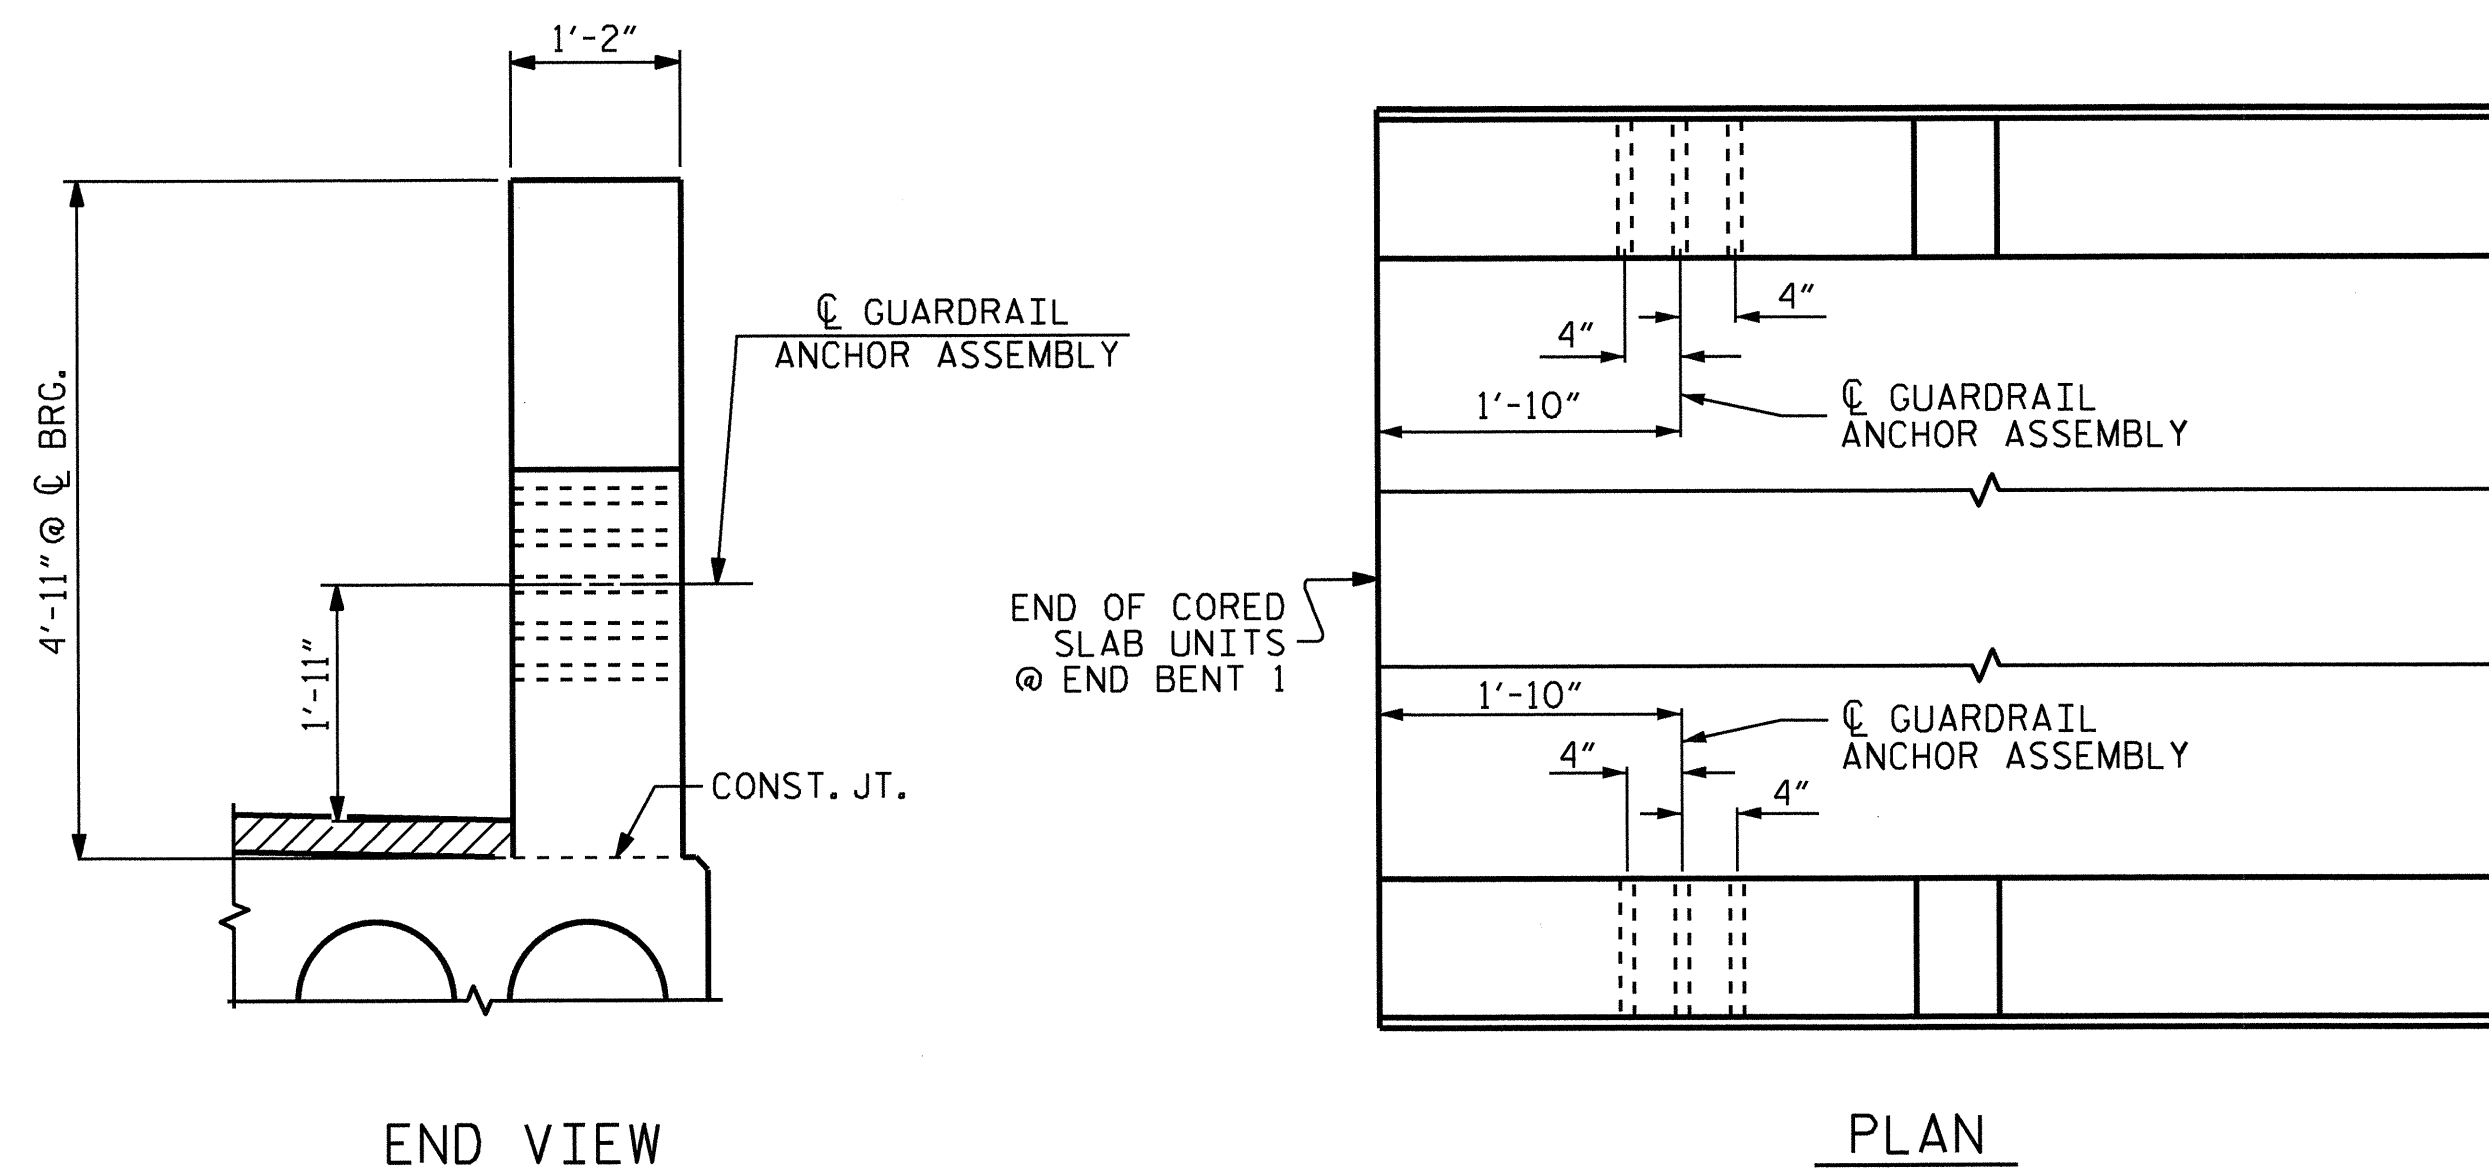 1'-2"
4'-11" @ ℄ BRG.
℄ GUARDRAIL
ANCHOR ASSEMBLY
1'-11"
CONST. JT.
END VIEW
4"
4"
1'-10"
℄ GUARDRAIL
ANCHOR ASSEMBLY
END OF CORED
SLAB UNITS
@ END BENT 1
1'-10"
℄ GUARDRAIL
ANCHOR ASSEMBLY
4"
4"
PLAN